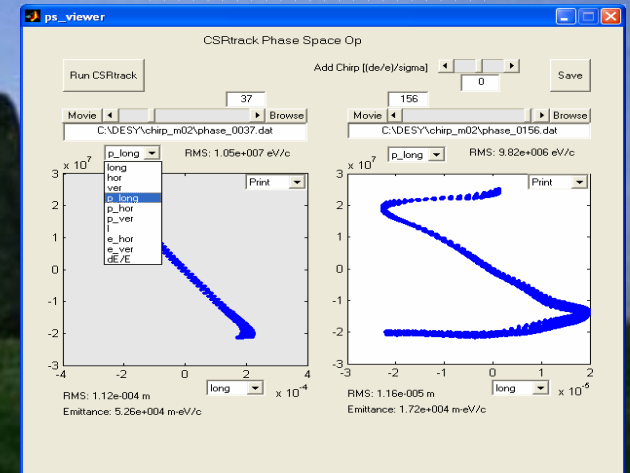 ps_viewer
CSRtrack Phase Space Op
Run CSRtrack
Add Chirp [(de/e)/sigma]
0
Save
37
Movie
Browse
156
Movie
Browse
C:\DESY\chirp_m02\phase_0037.dat
C:\DESY\chirp_m02\phase_0156.dat
p_long
RMS: 1.05e+007 eV/c
p_long
RMS: 9.82e+006 eV/c
long
hor
ver
p_long
p_hor
p_ver
l
e_hor
e_ver
dE/E
x 10^7
3
2
1
0
-1
-2
-3
-4
-2
0
2
4
Print
long
x 10^-4
RMS: 1.12e-004 m
Emittance: 5.26e+004 m-eV/c
x 10^7
3
2
1
0
-1
-2
-3
-3
-2
-1
0
1
2
Print
long
x 10^-5
RMS: 1.16e-005 m
Emittance: 1.72e+004 m-eV/c